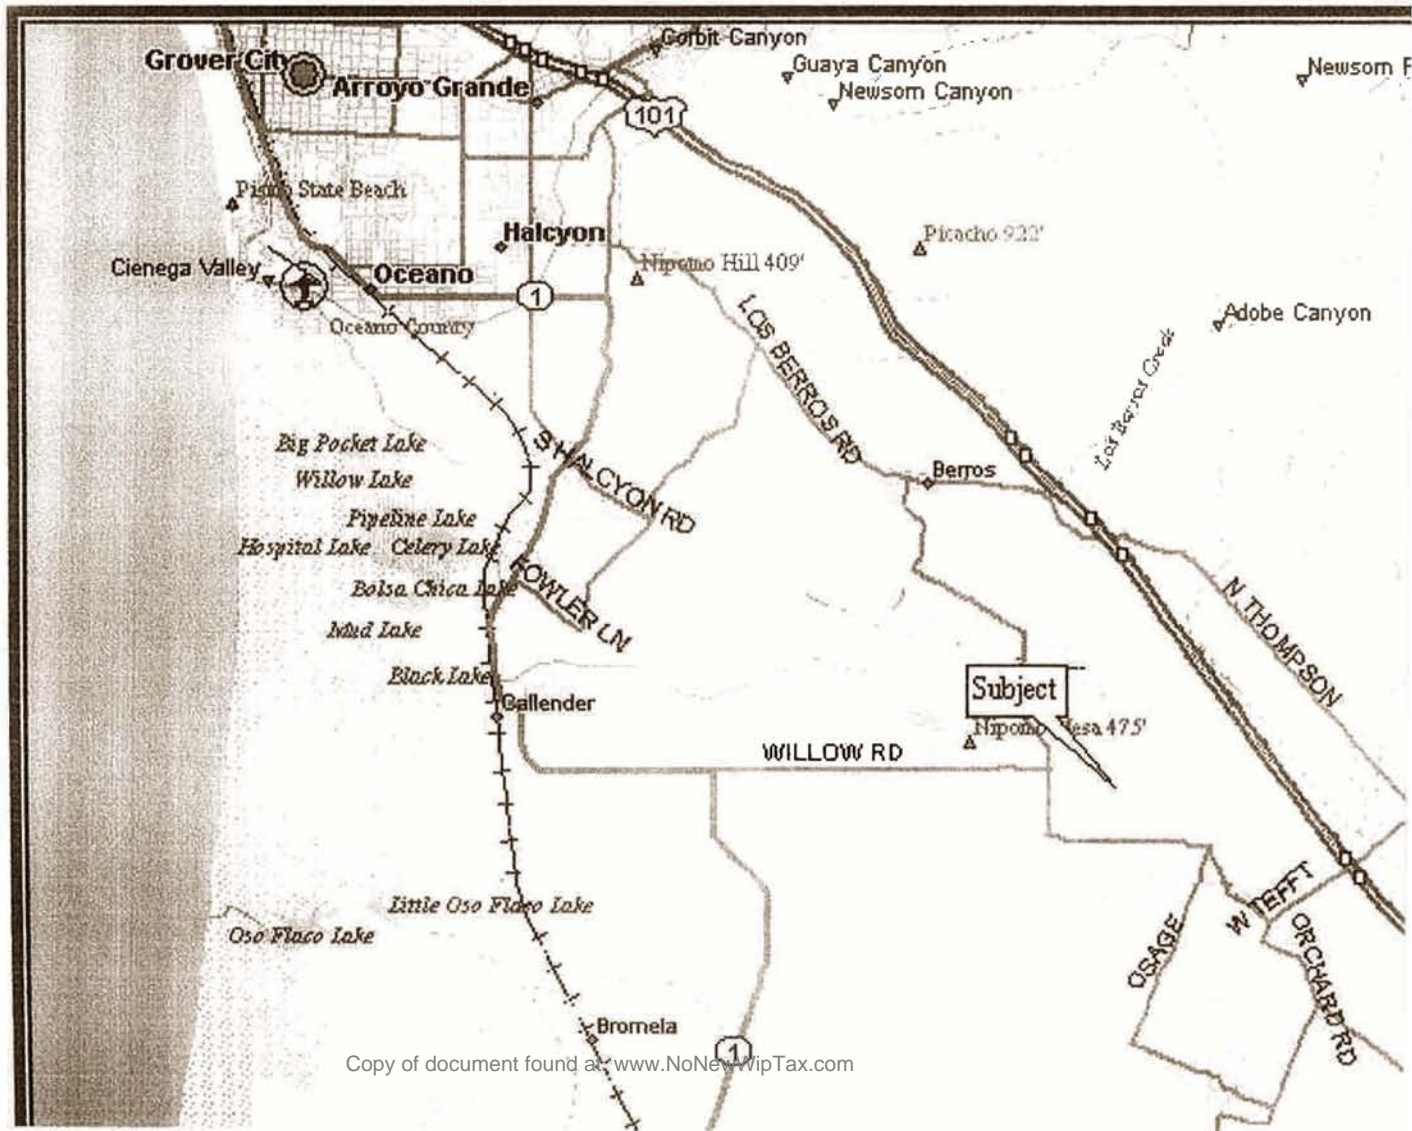 Grover City
Corbit Canyon
Guaya Canyon
Newsom
Arroyo Grande
Newsom Canyon
101
Pismo State Beach
Halcyon
Picacho 922'
Cienega Valley
Oceano
Nipomo Hill 409'
1
Oceano County
LOS BERROS RD
Adobe Canyon
Los Berros Creek
Big Pocket Lake
S HALCYON RD
Willow Lake
Berros
Pipeline Lake
Hospital Lake
Celery Lake
FOWLER LN
Bolsa Chica Lake
N THOMPSON
Mud Lake
Black Lake
Subject
Callender
Nipomo Mesa 475'
WILLOW RD
Little Oso Flaco Lake
W TEFFT
Oso Flaco Lake
OSAGE
ORCHARD RD
Bromela
1
Copy of document found at www.NoNewWipTax.com